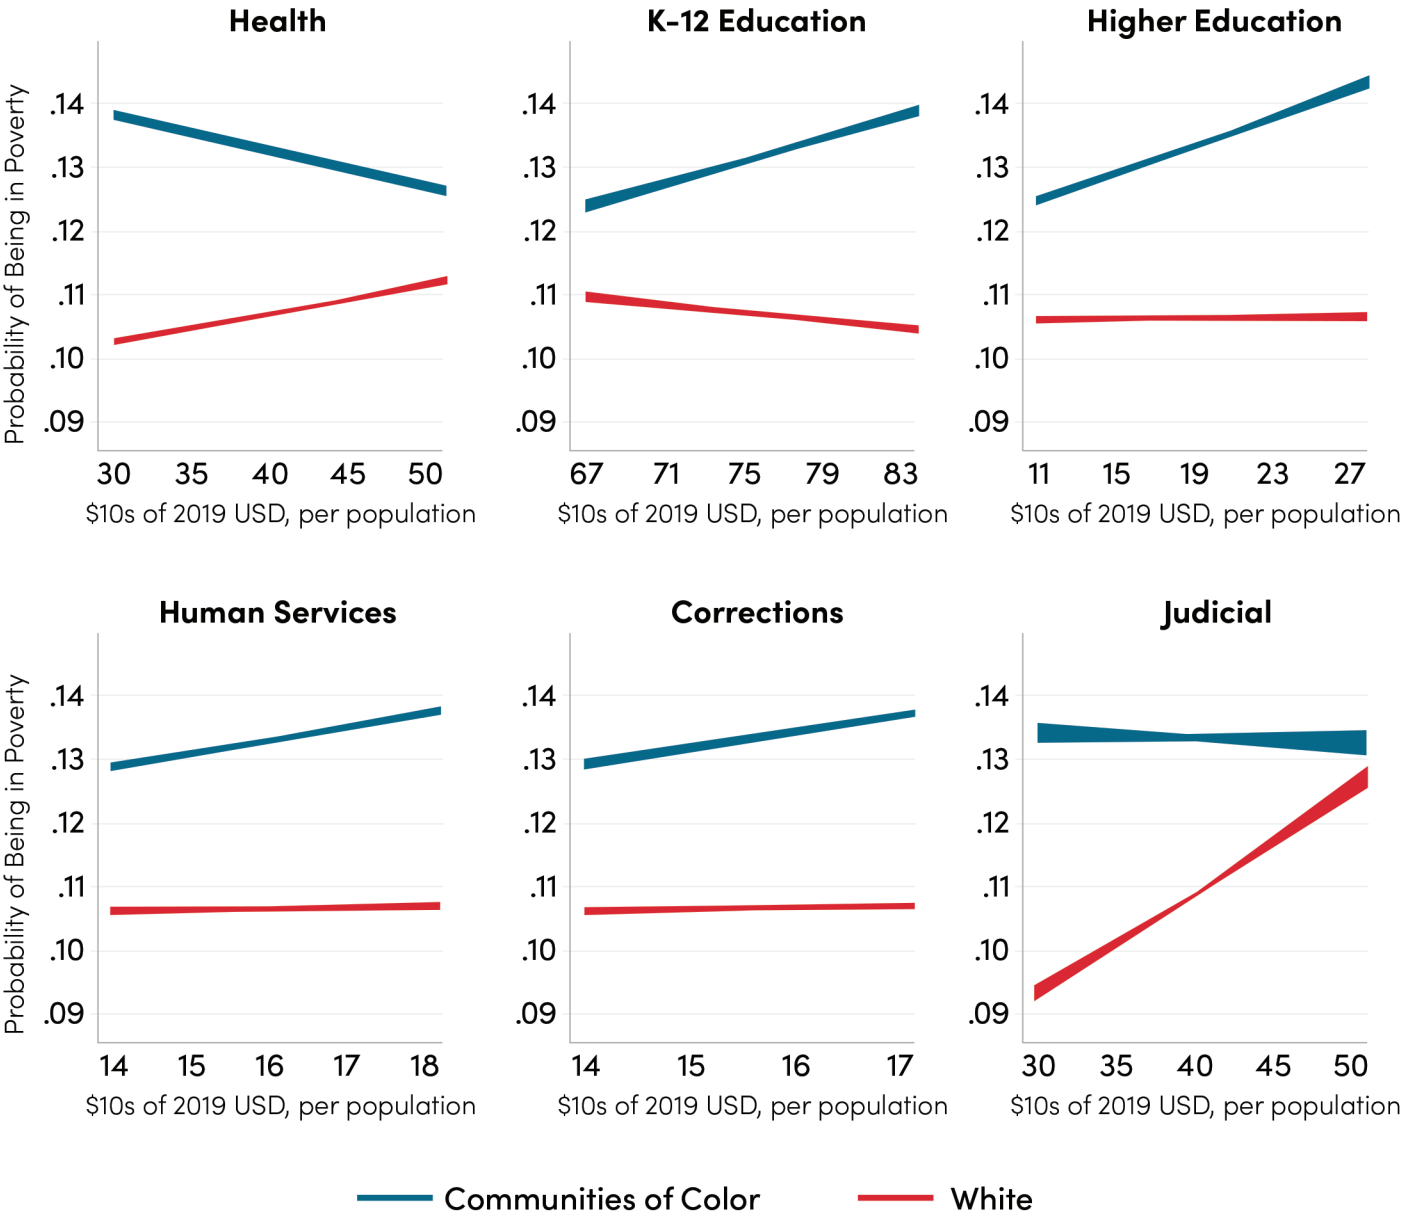 Health
K-12 Education
Higher Education
Probability of Being in Poverty
.14
.13
.12
.11
.10
.09
30 35 40 45 50
$10s of 2019 USD, per population
.14
.13
.12
.11
.10
.09
67 71 75 79 83
$10s of 2019 USD, per population
.14
.13
.12
.11
.10
.09
11 15 19 23 27
$10s of 2019 USD, per population
Human Services
Corrections
Judicial
Probability of Being in Poverty
.14
.13
.12
.11
.10
.09
14 15 16 17 18
$10s of 2019 USD, per population
.14
.13
.12
.11
.10
.09
14 15 16 17
$10s of 2019 USD, per population
.14
.13
.12
.11
.10
.09
30 35 40 45 50
$10s of 2019 USD, per population
Communities of Color
White